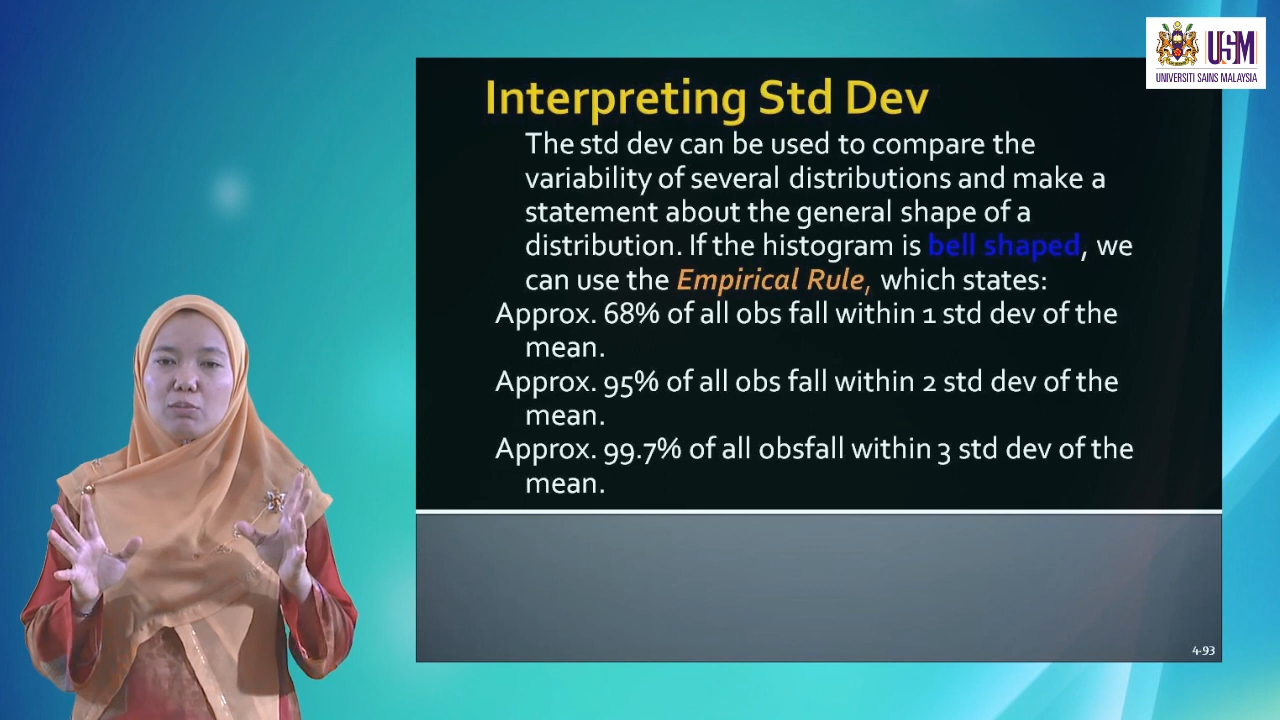 USM
UNIVERSITI SAINS MALAYSIA
Interpreting Std Dev
The std dev can be used to compare the
variability of several distributions and make a
statement about the general shape of a
distribution. If the histogram is bell shaped, we
can use the Empirical Rule, which states:
Approx. 68% of all obs fall within 1 std dev of the
mean.
Approx. 95% of all obs fall within 2 std dev of the
mean.
Approx. 99.7% of all obsfall within 3 std dev of the
mean.
4-93